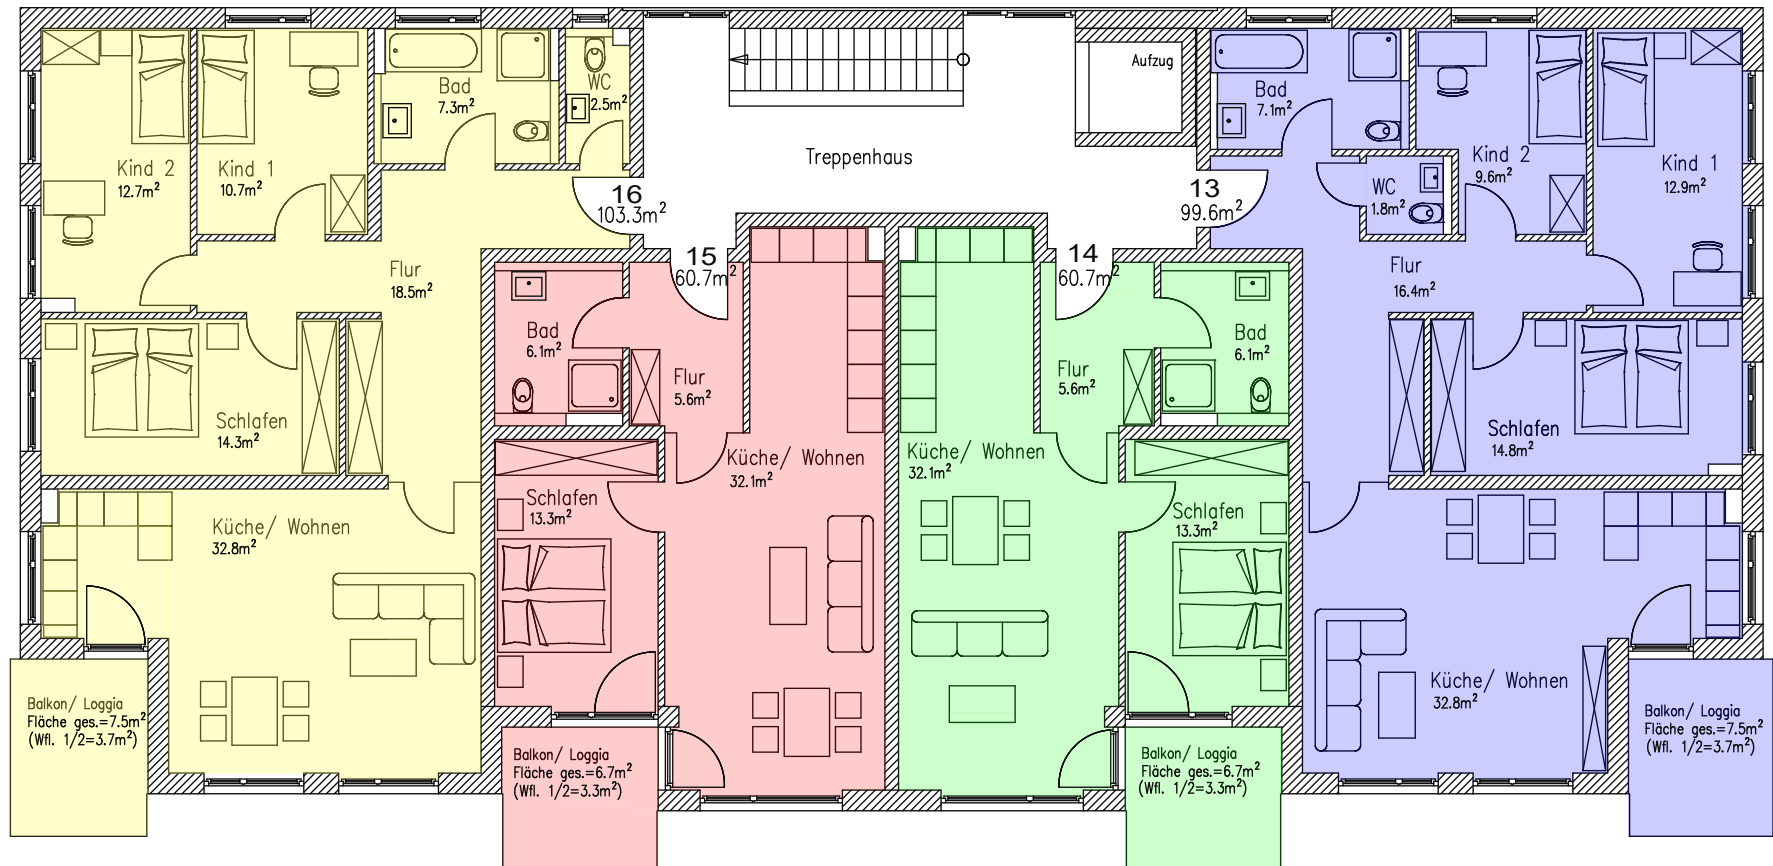 Kind 2
12.7m²
Kind 1
10.7m²
Bad
7.3m²
WC
2.5m²
Flur
18.5m²
Schlafen
14.3m²
Küche/ Wohnen
32.8m²
Balkon/ Loggia
Fläche ges.=7.5m²
(Wfl. 1/2=3.7m²)
16
103.3m²
Treppenhaus
Aufzug
15
60.7m²
Bad
6.1m²
Flur
5.6m²
Küche/ Wohnen
32.1m²
Schlafen
13.3m²
Balkon/ Loggia
Fläche ges.=6.7m²
(Wfl. 1/2=3.3m²)
14
60.7m²
Flur
5.6m²
Bad
6.1m²
Küche/ Wohnen
32.1m²
Schlafen
13.3m²
Balkon/ Loggia
Fläche ges.=6.7m²
(Wfl. 1/2=3.3m²)
13
99.6m²
Bad
7.1m²
WC
1.8m²
Kind 2
9.6m²
Kind 1
12.9m²
Flur
16.4m²
Schlafen
14.8m²
Küche/ Wohnen
32.8m²
Balkon/ Loggia
Fläche ges.=7.5m²
(Wfl. 1/2=3.7m²)